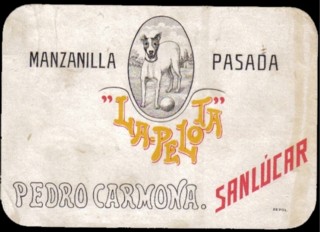 MANZANILLA PASADA
"LA-PELOTA"
PEDRO CARMONA. SANLÚCAR